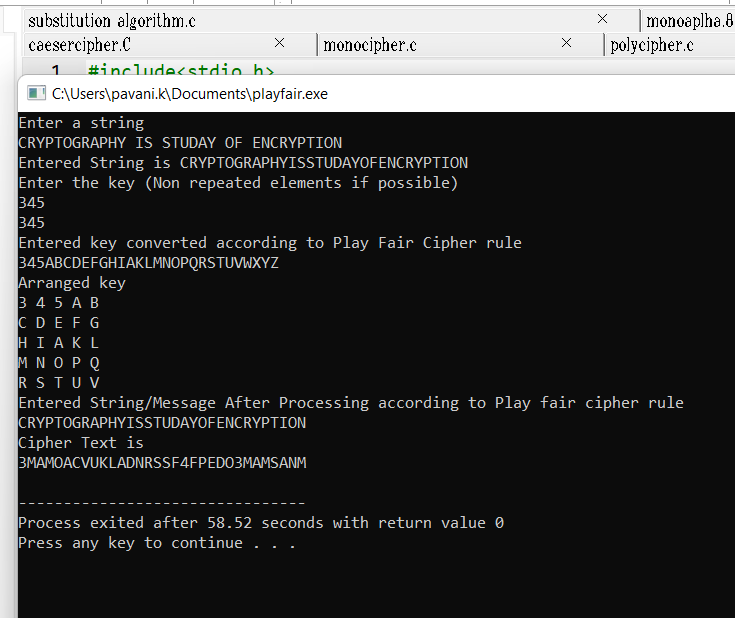 substitution algorithm.c × monoaplha.8
caesercipher.C × monocipher.c × polycipher.c
1 #include<stdio.h>
C:\Users\pavani.k\Documents\playfair.exe
Enter a string
CRYPTOGRAPHY IS STUDAY OF ENCRYPTION
Entered String is CRYPTOGRAPHYISSTUDAYOFENCRYPTION
Enter the key (Non repeated elements if possible)
345
345
Entered key converted according to Play Fair Cipher rule
345ABCDEFGHIAKLMNOPQRSTUVWXYZ
Arranged key
3 4 5 A B
C D E F G
H I A K L
M N O P Q
R S T U V
Entered String/Message After Processing according to Play fair cipher rule
CRYPTOGRAPHYISSTUDAYOFENCRYPTION
Cipher Text is
3MAMOACVUKLADNRSSF4FPEDO3MAMSANM
--------------------------------
Process exited after 58.52 seconds with return value 0
Press any key to continue . . .